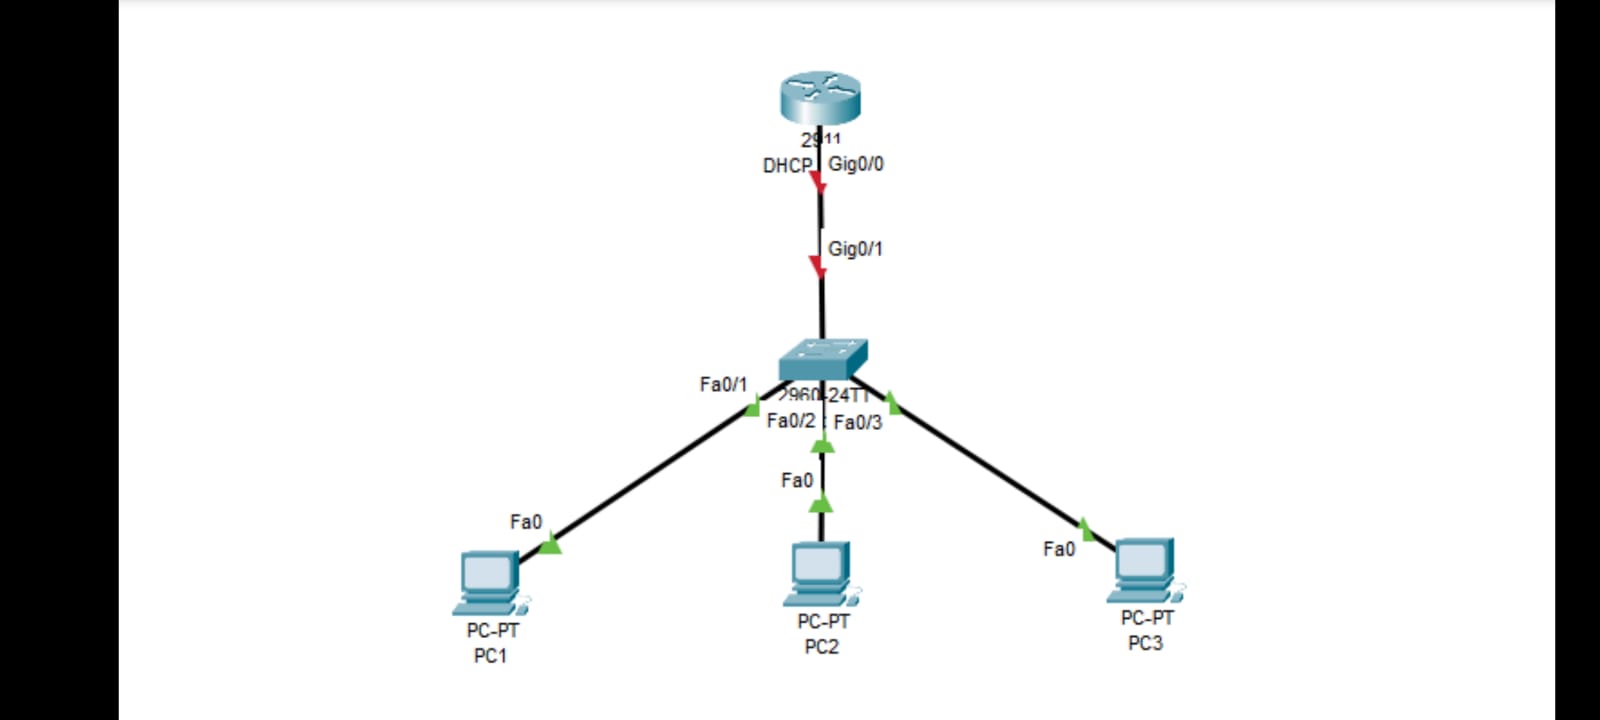 2911
DHCP
Gig0/0
Gig0/1
2960-24TT
Fa0/1
Fa0/2
Fa0/3
Fa0
Fa0
Fa0
PC-PT
PC1
PC-PT
PC2
PC-PT
PC3